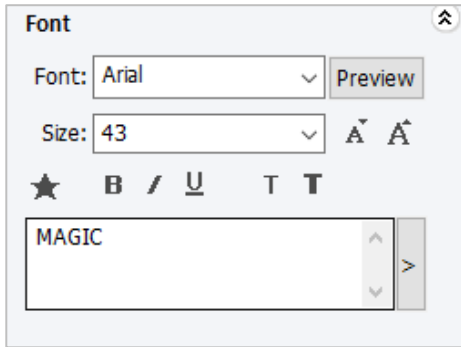 Font
Font: Arial Preview
Size: 43 A A
B I U T T
MAGIC >